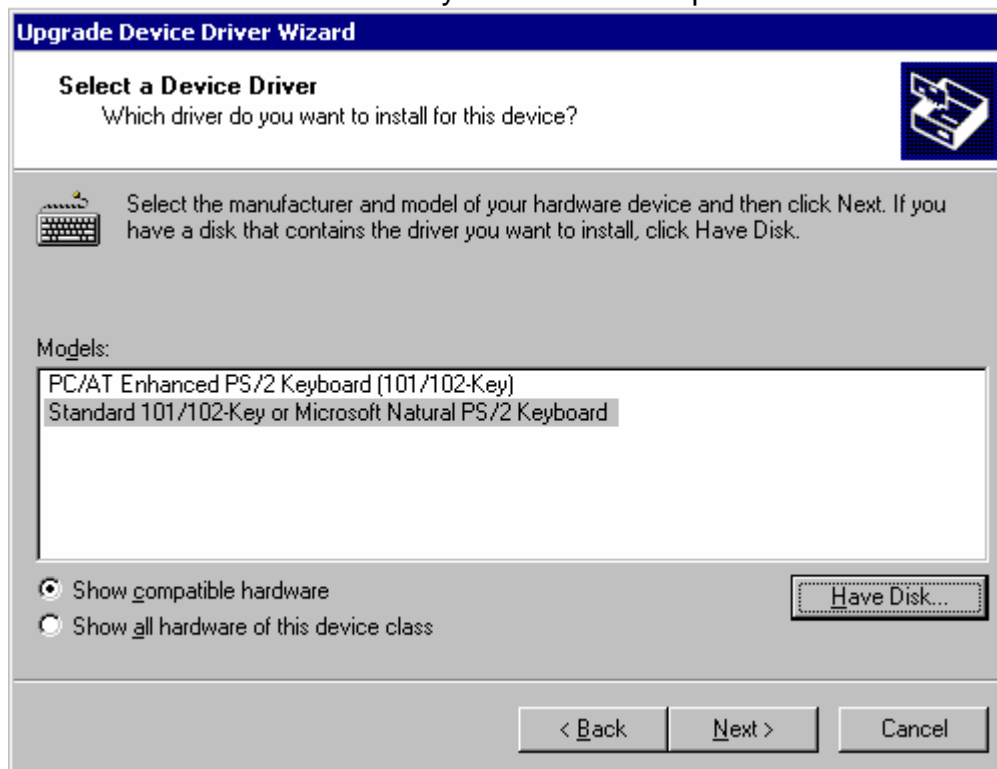 Upgrade Device Driver Wizard
Select a Device Driver
Which driver do you want to install for this device?
Select the manufacturer and model of your hardware device and then click Next. If you
have a disk that contains the driver you want to install, click Have Disk.
Models:
PC/AT Enhanced PS/2 Keyboard (101/102-Key)
Standard 101/102-Key or Microsoft Natural PS/2 Keyboard
Show compatible hardware
Have Disk...
Show all hardware of this device class
< Back
Next >
Cancel